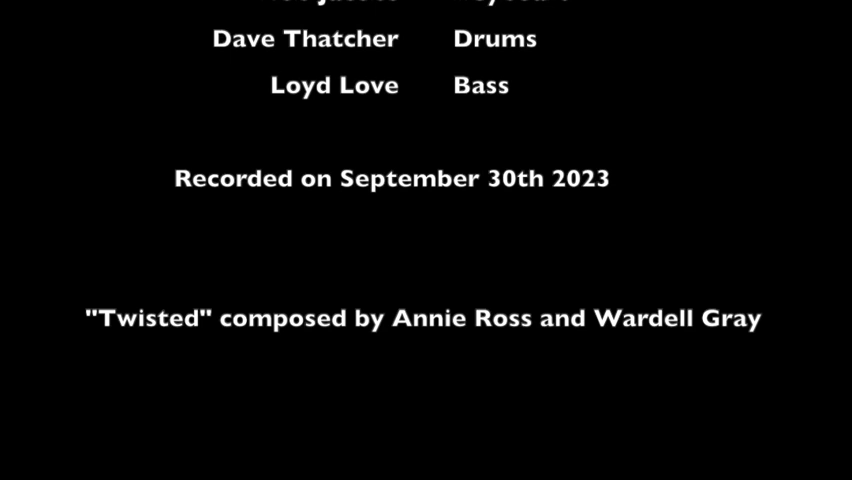 Dave Thatcher Drums
Loyd Love Bass
Recorded on September 30th 2023
"Twisted" composed by Annie Ross and Wardell Gray